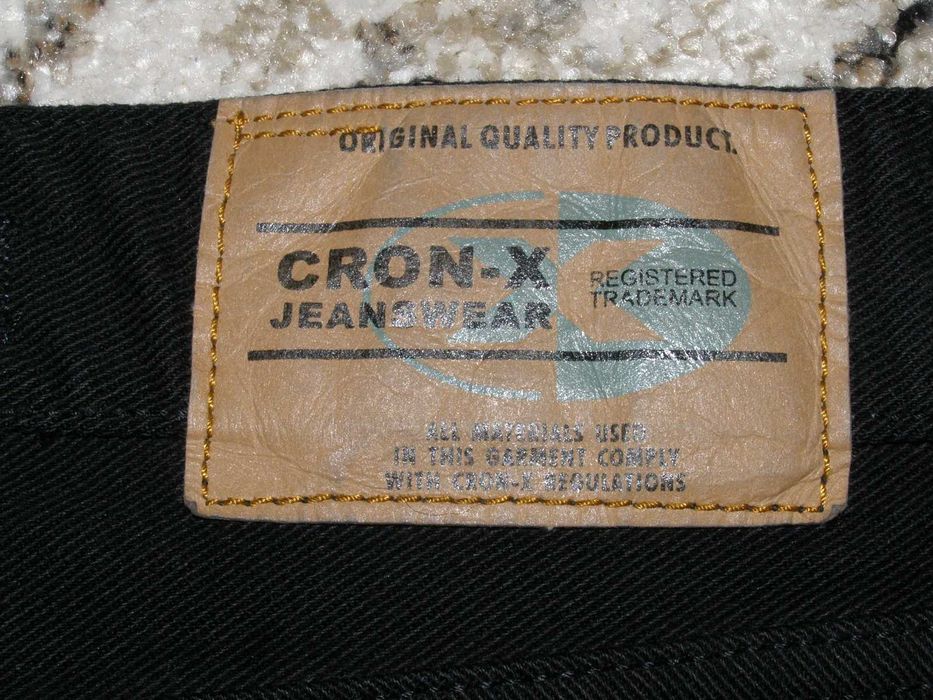 ORIGINAL QUALITY PRODUCT.
CRON-X
JEANSWEAR
REGISTERED
TRADEMARK
ALL MATERIALS USED
IN THIS GARMENT COMPLY
WITH CRON-X REGULATIONS